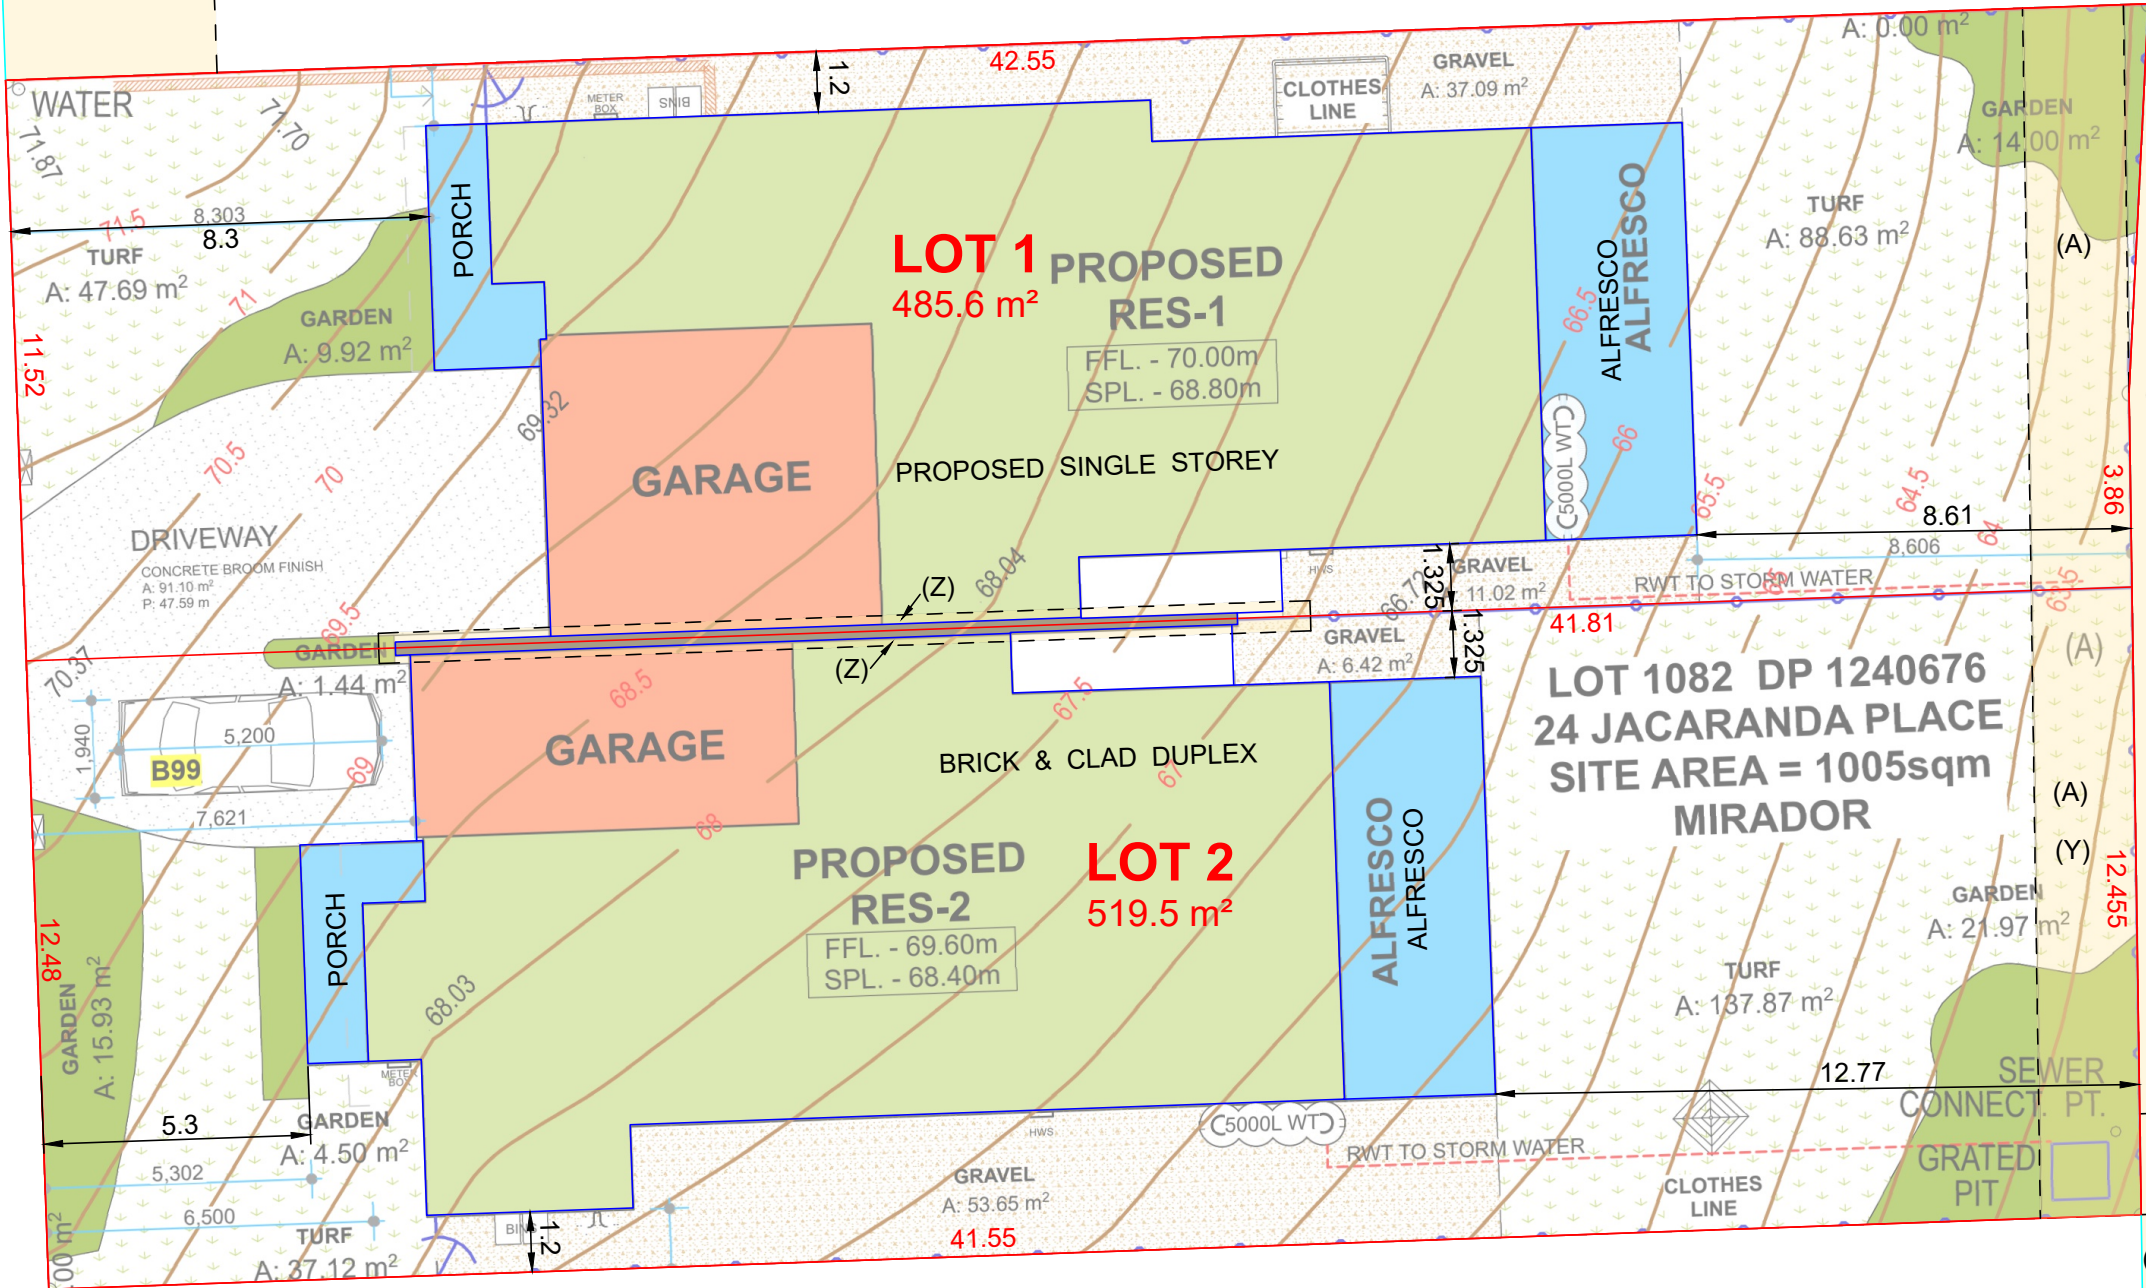 WATER
71.87
71.70
METER
BOX
BINS
1.2
42.55
CLOTHES
LINE
GRAVEL
A: 37.09 m²
A: 0.00 m²
GARDEN
A: 14.00 m²
71.5
8,303
8.3
TURF
A: 47.69 m²
71
GARDEN
A: 9.92 m²
11.52
PORCH
LOT 1
485.6 m²
PROPOSED
RES-1
FFL. - 70.00m
SPL. - 68.80m
66.5
ALFRESCO
ALFRESCO
TURF
A: 88.63 m²
(A)
69.32
GARAGE
PROPOSED SINGLE STOREY
5000L WT
66
65.5
64.5
64
3.86
8.61
8,606
70.5
70
DRIVEWAY
CONCRETE BROOM FINISH
A: 91.10 m²
P: 47.59 m
69.5
(Z)
68.04
HWS
1.325
66.72
GRAVEL
11.02 m²
RWT TO STORM WATER
65
63.5
GARDEN
A: 1.44 m²
70.37
(Z)
GRAVEL
A: 6.42 m²
1.325
41.81
(A)
1,940
5,200
B99
69
7,621
68.5
GARAGE
68
67.5
67
BRICK & CLAD DUPLEX
LOT 1082 DP 1240676
24 JACARANDA PLACE
SITE AREA = 1005sqm
MIRADOR
(A)
(Y)
12.455
PROPOSED
RES-2
FFL. - 69.60m
SPL. - 68.40m
LOT 2
519.5 m²
ALFRESCO
ALFRESCO
GARDEN
A: 21.97 m²
TURF
A: 137.87 m²
12.48
GARDEN
A: 15.93 m²
PORCH
68.03
METER
BOX
12.77
SEWER
CONNECT. PT.
GRATED
PIT
5.3
GARDEN
A: 4.50 m²
5,302
6,500
TURF
A: 37.12 m²
.00 m²
BINS
1.2
HWS
5000L WT
RWT TO STORM WATER
GRAVEL
A: 53.65 m²
41.55
CLOTHES
LINE